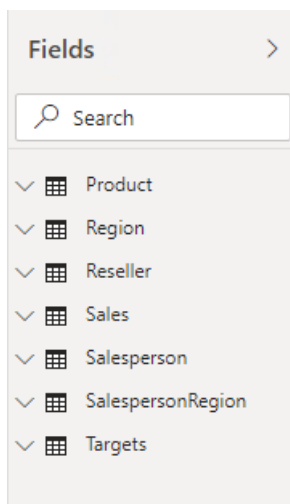 Fields
Search
Product
Region
Reseller
Sales
Salesperson
SalespersonRegion
Targets